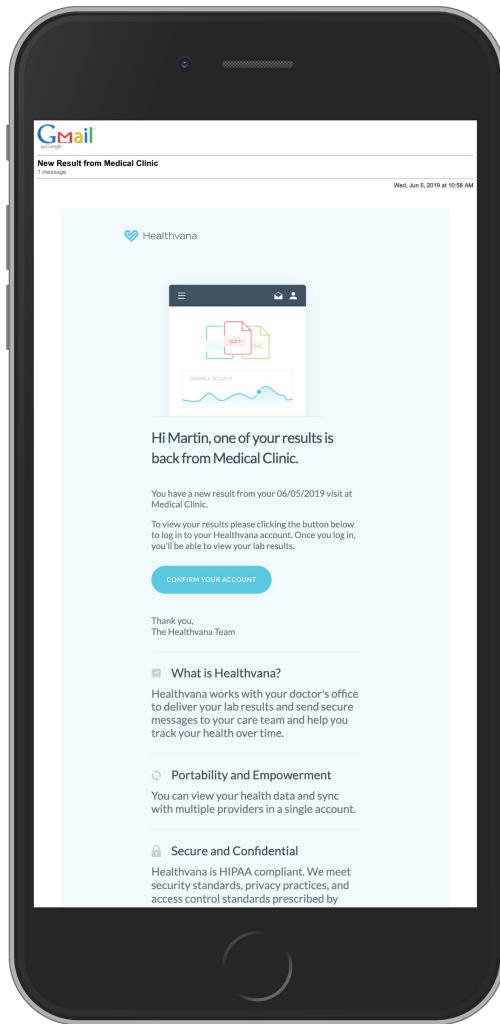 Gmail
by Google
New Result from Medical Clinic
1 message
Wed, Jun 5, 2019 at 10:58 AM
Healthvana
OVERALL ACTIVITY
Hi Martin, one of your results is
back from Medical Clinic.
You have a new result from your 06/05/2019 visit at
Medical Clinic.
To view your results please clicking the button below
to log in to your Healthvana account. Once you log in,
you'll be able to view your lab results.
CONFIRM YOUR ACCOUNT
Thank you,
The Healthvana Team
What is Healthvana?
Healthvana works with your doctor's office
to deliver your lab results and send secure
messages to your care team and help you
track your health over time.
Portability and Empowerment
You can view your health data and sync
with multiple providers in a single account.
Secure and Confidential
Healthvana is HIPAA compliant. We meet
security standards, privacy practices, and
access control standards prescribed by